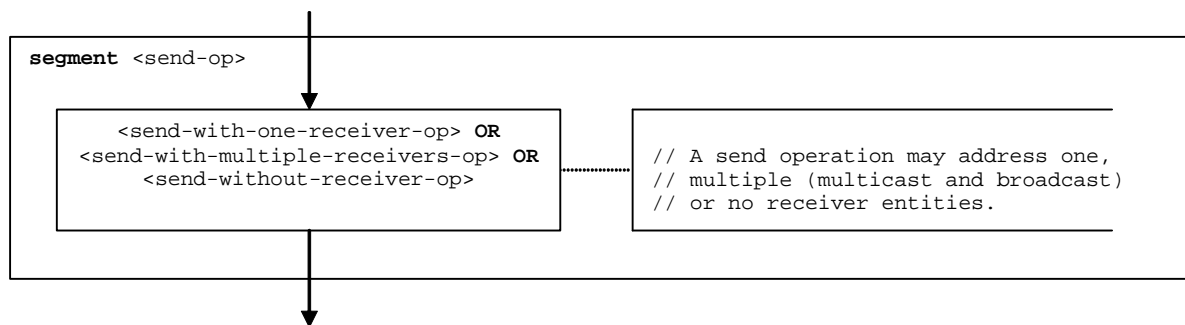 segment <send-op>
<send-with-one-receiver-op> OR
<send-with-multiple-receivers-op> OR
<send-without-receiver-op>
// A send operation may address one,
// multiple (multicast and broadcast)
// or no receiver entities.